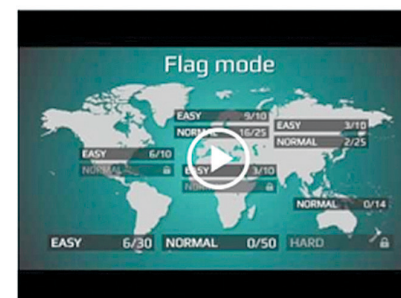 Flag mode
EASY 9/10
NORMAL 16/25
EASY 3/10
NORMAL 2/25
EASY 6/10
NORMAL
EASY 3/10
NORMAL 0/14
EASY 6/30 NORMAL 0/50 HARD